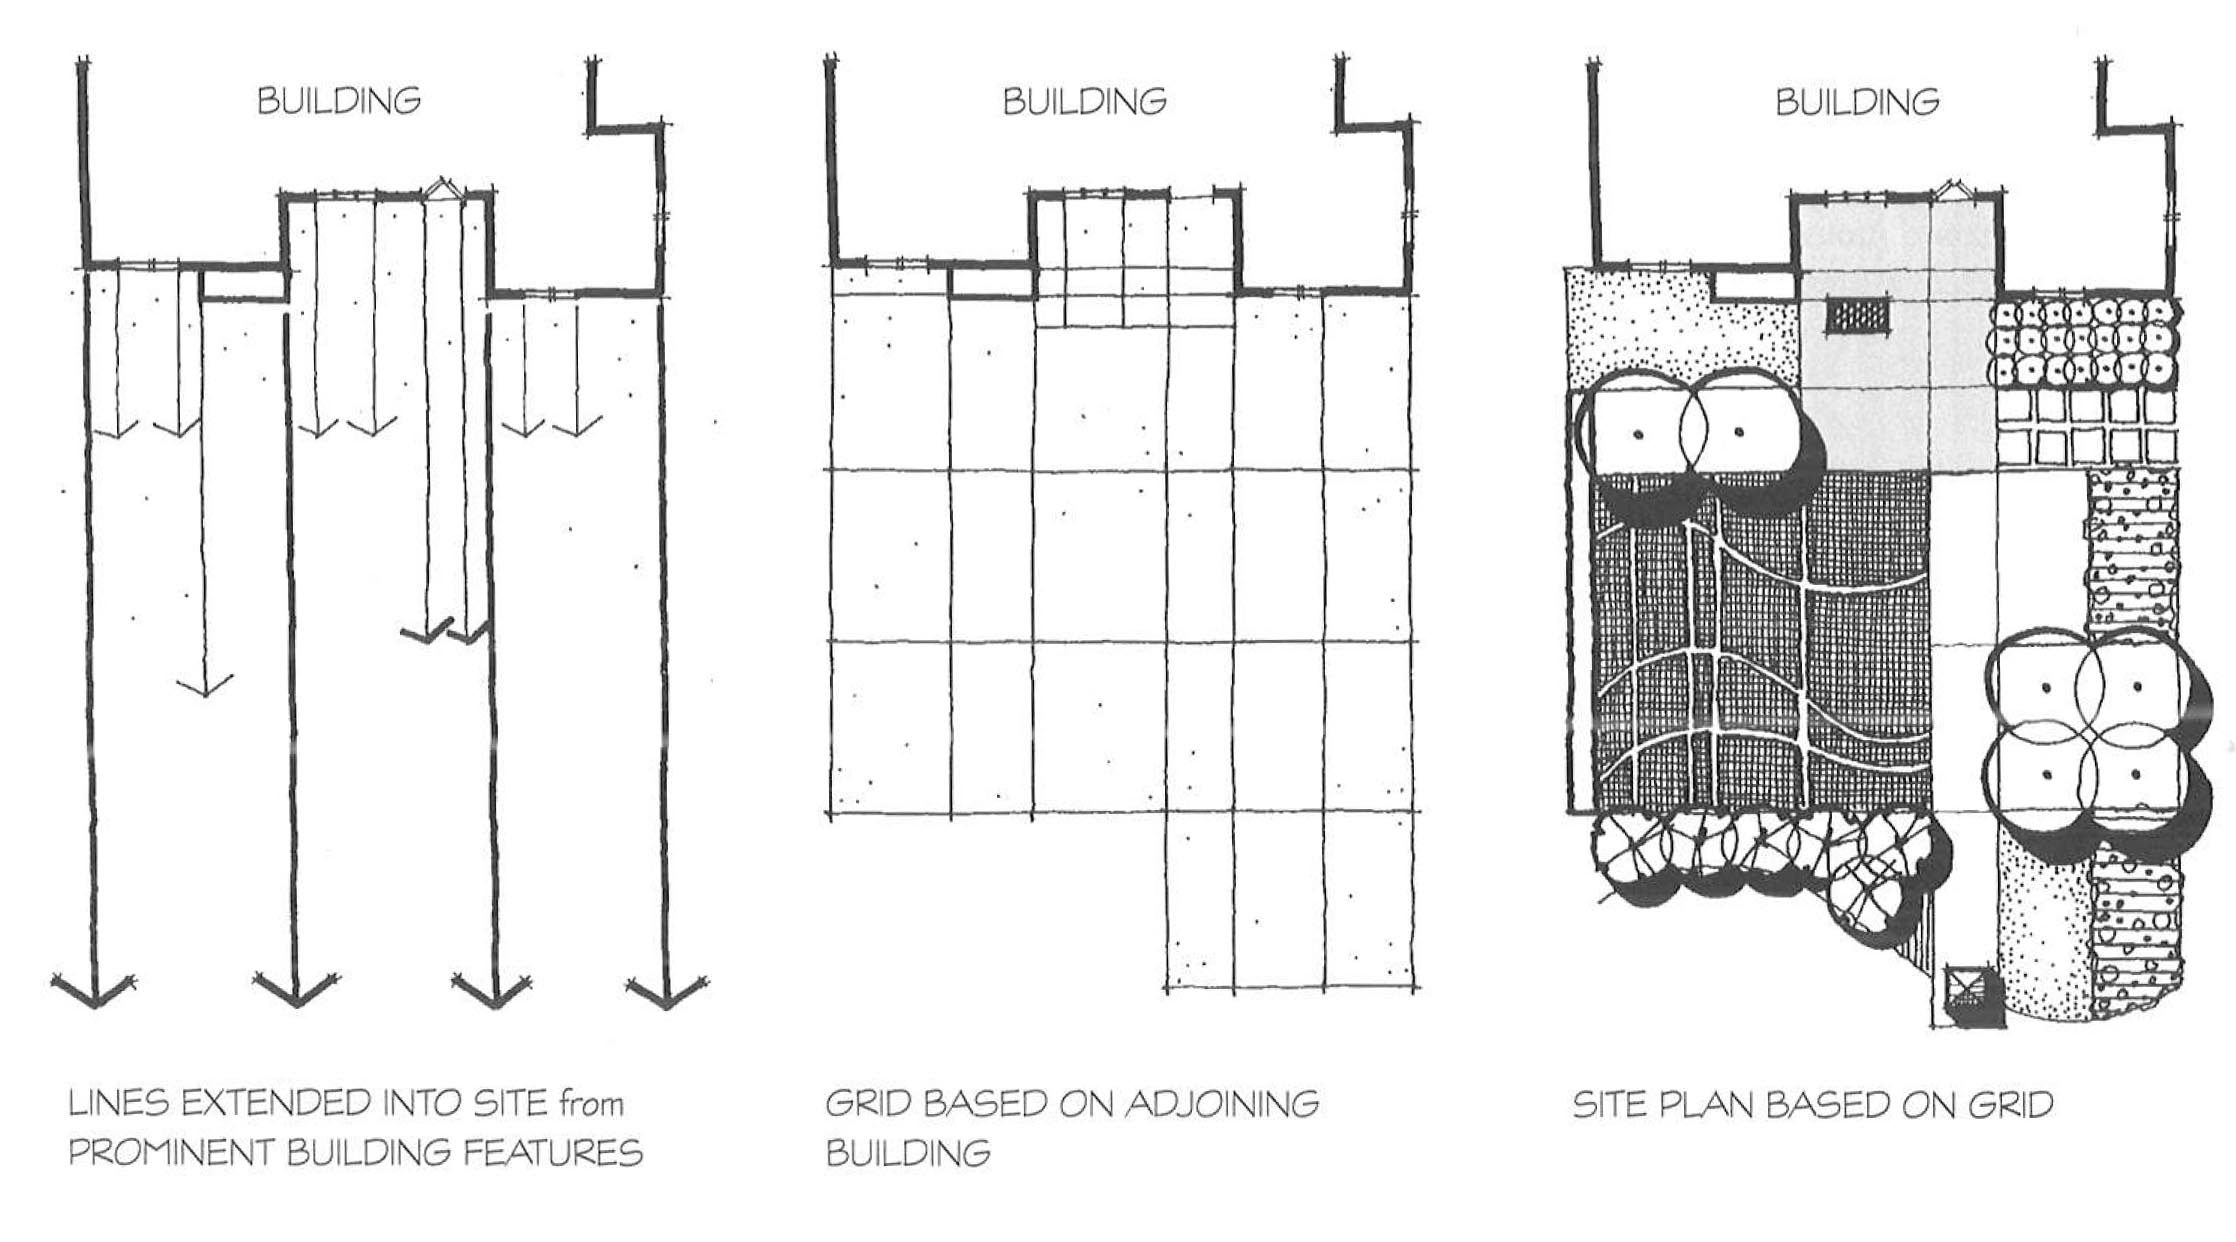 BUILDING
BUILDING
BUILDING
LINES EXTENDED INTO SITE from
PROMINENT BUILDING FEATURES
GRID BASED ON ADJOINING
BUILDING
SITE PLAN BASED ON GRID